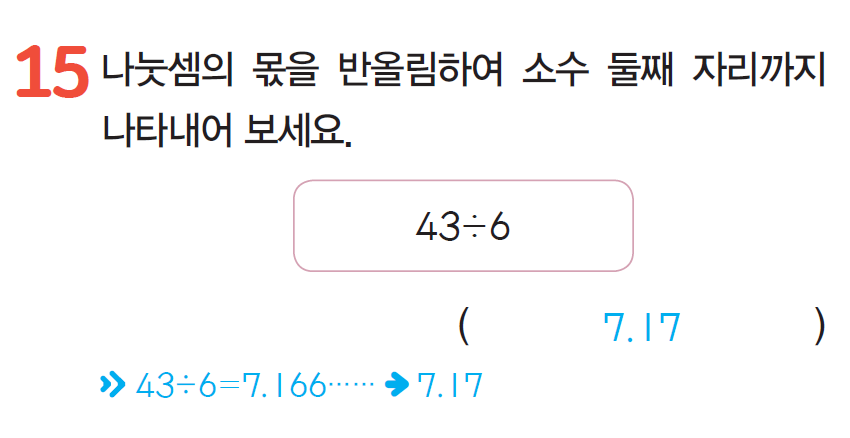 15 나눗셈의 몫을 반올림하여 소수 둘째 자리까지
나타내어 보세요.
43÷6
( 7.17 )
» 43÷6=7.166…… ➔ 7.17